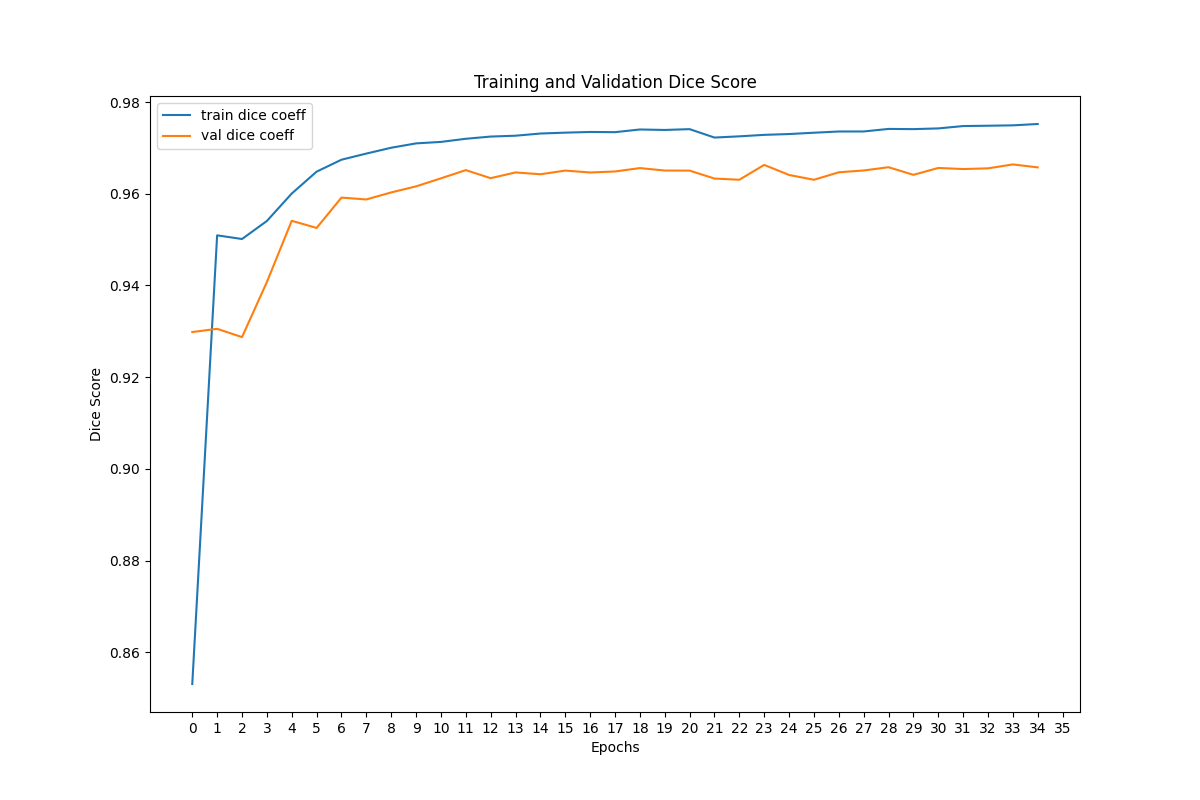 Training and Validation Dice Score
train dice coeff
val dice coeff
0.98
0.96
0.94
0.92
0.90
0.88
0.86
Dice Score
0 1 2 3 4 5 6 7 8 9 10 11 12 13 14 15 16 17 18 19 20 21 22 23 24 25 26 27 28 29 30 31 32 33 34 35
Epochs